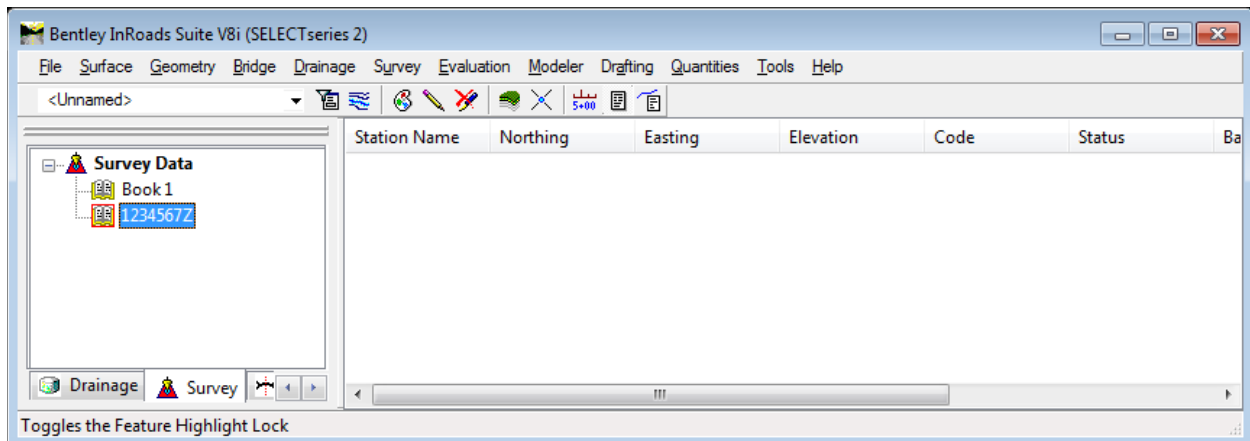 Bentley InRoads Suite V8i (SELECTseries 2)
File Surface Geometry Bridge Drainage Survey Evaluation Modeler Drafting Quantities Tools Help
<Unnamed> 5+00
Station Name Northing Easting Elevation Code Status Ba
Survey Data
Book 1
1234567Z
Drainage Survey
Toggles the Feature Highlight Lock